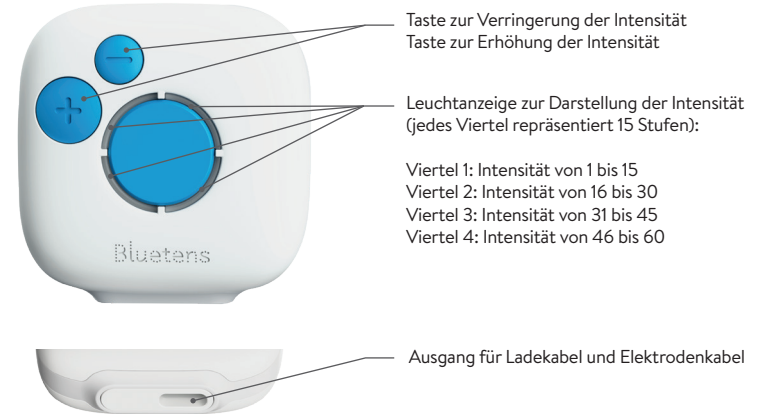 Taste zur Verringerung der Intensität
Taste zur Erhöhung der Intensität
Leuchtanzeige zur Darstellung der Intensität
(jedes Viertel repräsentiert 15 Stufen):
Viertel 1: Intensität von 1 bis 15
Viertel 2: Intensität von 16 bis 30
Viertel 3: Intensität von 31 bis 45
Viertel 4: Intensität von 46 bis 60
Bluetens
Ausgang für Ladekabel und Elektrodenkabel